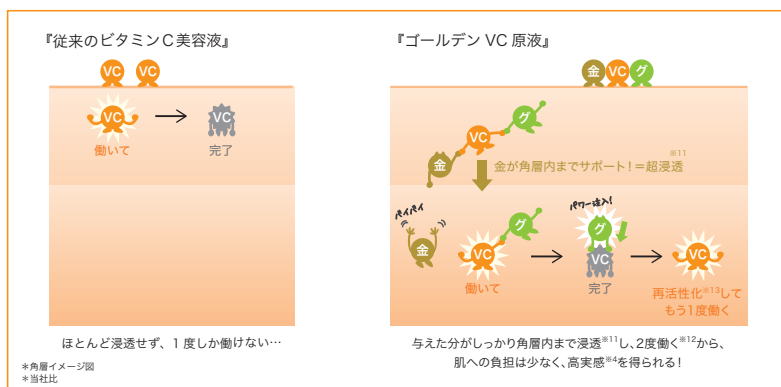 『従来のビタミンC美容液』
VC VC
VC
VC
働いて
完了
ほとんど浸透せず、1度しか働けない…
＊角層イメージ図
＊当社比
『ゴールデン VC 原液』
金 VC グ
グ
VC
金
金が角層内までサポート！＝超浸透※11
バイバイ
金
グ
VC
働いて
パワー注入！
グ
VC
完了
VC
再活性化※13して
もう1度働く
与えた分がしっかり角層内まで浸透※11し、2度働く※12から、
肌への負担は少なく、高実感※4を得られる！